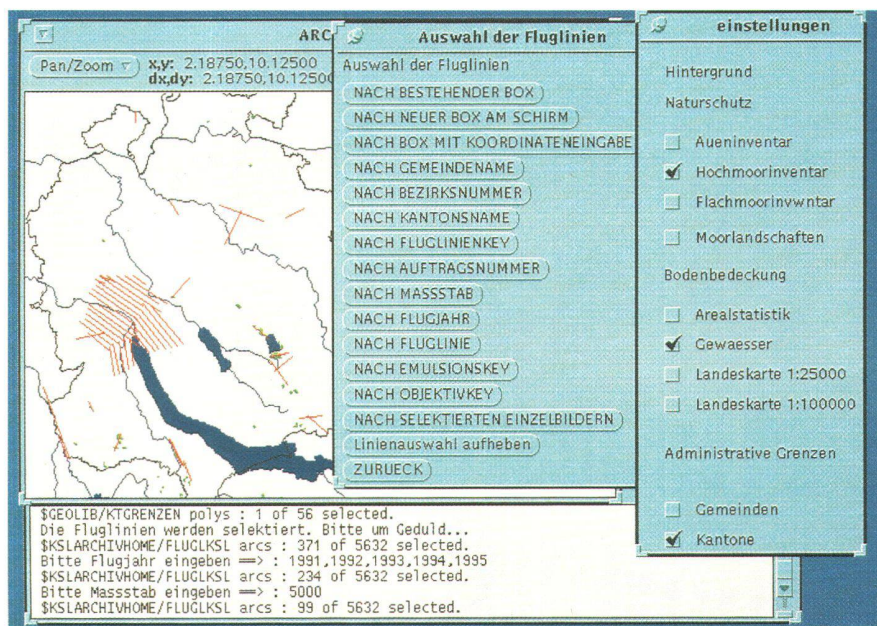 ARC
Pan/Zoom
x,y: 2.18750,10.12500
dx,dy: 2.18750,10.12500
Auswahl der Fluglinien
Auswahl der Fluglinien
NACH BESTEHENDER BOX
NACH NEUER BOX AM SCHIRM
NACH BOX MIT KOORDINATENEINGABE
NACH GEMEINDENAME
NACH BEZIRKSNUMMER
NACH KANTONSNAME
NACH FLUGLINIENKEY
NACH AUFTRAGSNUMMER
NACH MASSSTAB
NACH FLUGJAHR
NACH FLUGLINIE
NACH EMULSIONSKEY
NACH OBJEKTIVKEY
NACH SELEKTIERTEN EINZELBILDERN
Linienauswahl aufheben
ZURUECK
einstellungen
Hintergrund
Naturschutz
Aueninventar
Hochmoorinventar
Flachmoorinvwntar
Moorlandschaften
Bodenbedeckung
Arealstatistik
Gewaesser
Landeskarte 1:25000
Landeskarte 1:100000
Administrative Grenzen
Gemeinden
Kantone
$GEOLIB/KTGRENZEN polys : 1 of 56 selected.
Die Fluglinien werden selektiert. Bitte um Geduld...
$KSLARCHIVHOME/FLUGLKSL arcs : 371 of 5632 selected.
Bitte Flugjahr eingeben ==> : 1991,1992,1993,1994,1995
$KSLARCHIVHOME/FLUGLKSL arcs : 234 of 5632 selected.
Bitte Massstab eingeben ==> : 5000
$KSLARCHIVHOME/FLUGLKSL arcs : 99 of 5632 selected.